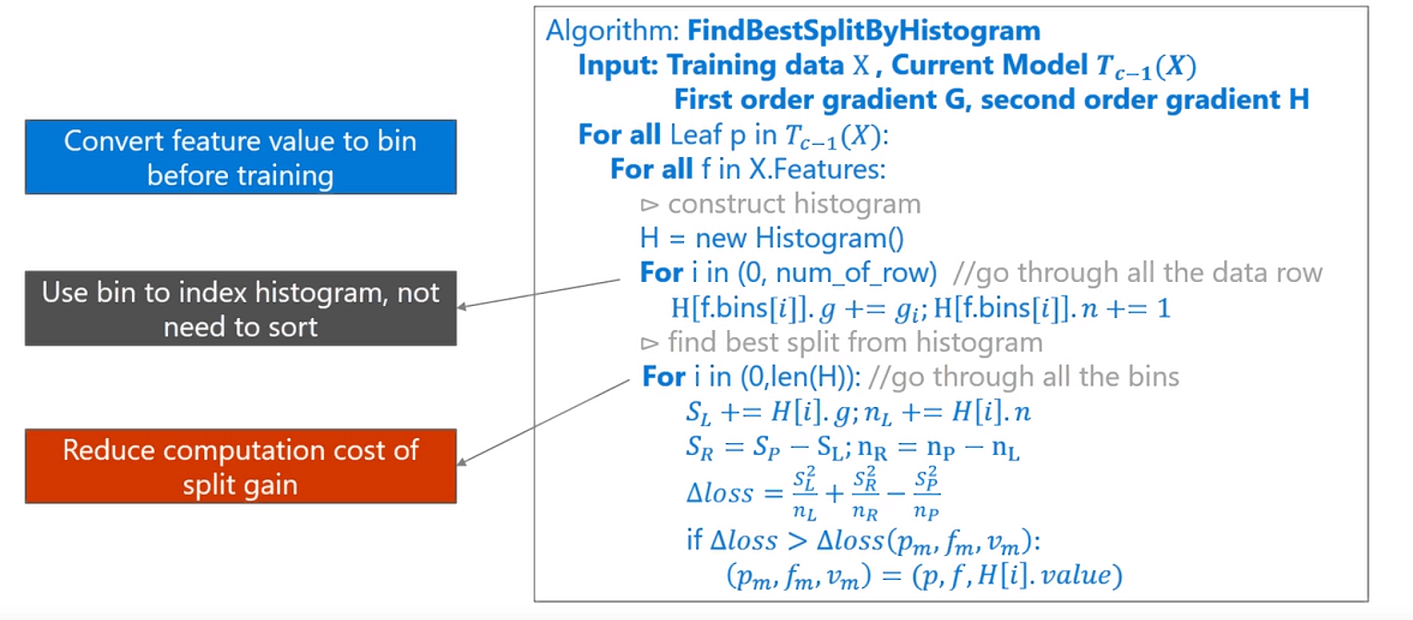 Convert feature value to bin
before training
Use bin to index histogram, not
need to sort
Reduce computation cost of
split gain
Algorithm: FindBestSplitByHistogram
Input: Training data X , Current Model T_{c−1}(X)
First order gradient G, second order gradient H
For all Leaf p in T_{c−1}(X):
For all f in X.Features:
▷ construct histogram
H = new Histogram()
For i in (0, num_of_row) //go through all the data row
H[f.bins[i]].g += g_i; H[f.bins[i]].n += 1
▷ find best split from histogram
For i in (0,len(H)): //go through all the bins
S_L += H[i].g; n_L += H[i].n
S_R = S_P − S_L; n_R = n_P − n_L
Δloss = S_L^2/n_L + S_R^2/n_R − S_P^2/n_P
if Δloss > Δloss(p_m, f_m, v_m):
(p_m, f_m, v_m) = (p, f, H[i].value)